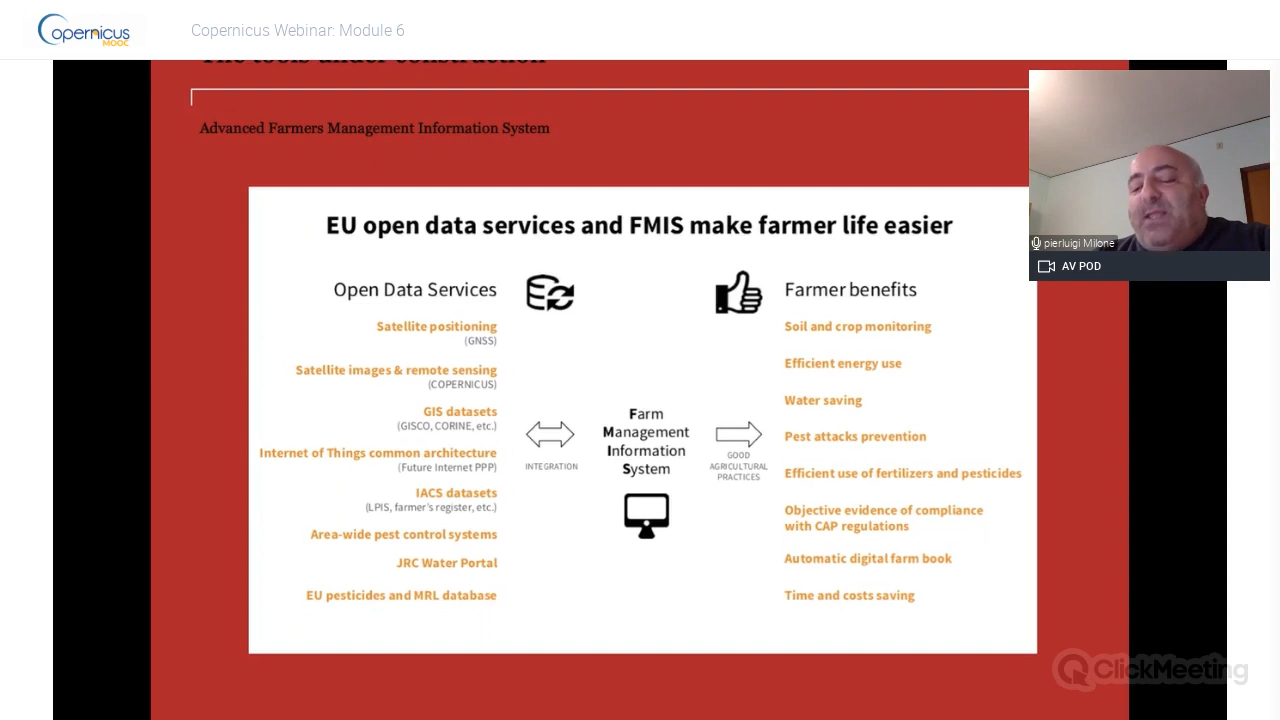 Copernicus
MOOC
Copernicus Webinar: Module 6
The tools under construction
Advanced Farmers Management Information System
pierluigi Milone
AV POD
EU open data services and FMIS make farmer life easier
Open Data Services
Satellite positioning
(GNSS)
Satellite images & remote sensing
(COPERNICUS)
GIS datasets
(GISCO, CORINE, etc.)
Internet of Things common architecture
(Future Internet PPP)
IACS datasets
(LPIS, farmer's register, etc.)
Area-wide pest control systems
JRC Water Portal
EU pesticides and MRL database
INTEGRATION
Farm
Management
Information
System
GOOD
AGRICULTURAL
PRACTICES
Farmer benefits
Soil and crop monitoring
Efficient energy use
Water saving
Pest attacks prevention
Efficient use of fertilizers and pesticides
Objective evidence of compliance
with CAP regulations
Automatic digital farm book
Time and costs saving
ClickMeeting